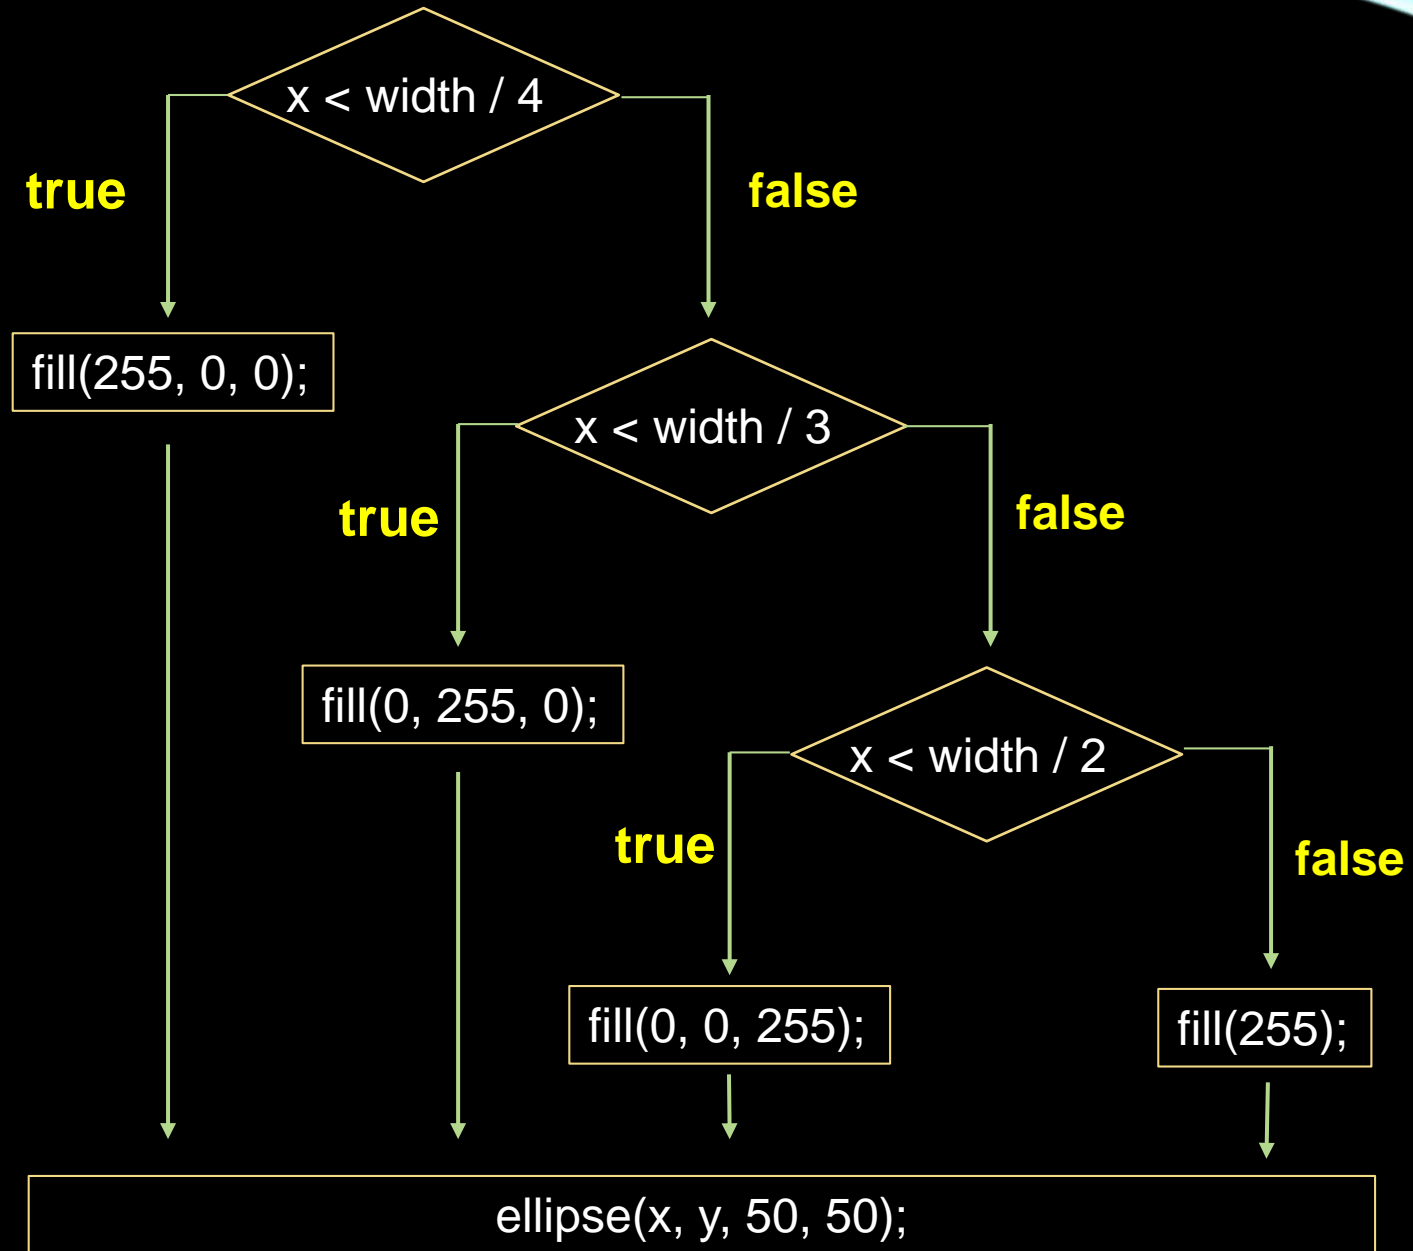 x < width / 4
true
false
fill(255, 0, 0);
x < width / 3
true
false
fill(0, 255, 0);
x < width / 2
true
false
fill(0, 0, 255);
fill(255);
ellipse(x, y, 50, 50);